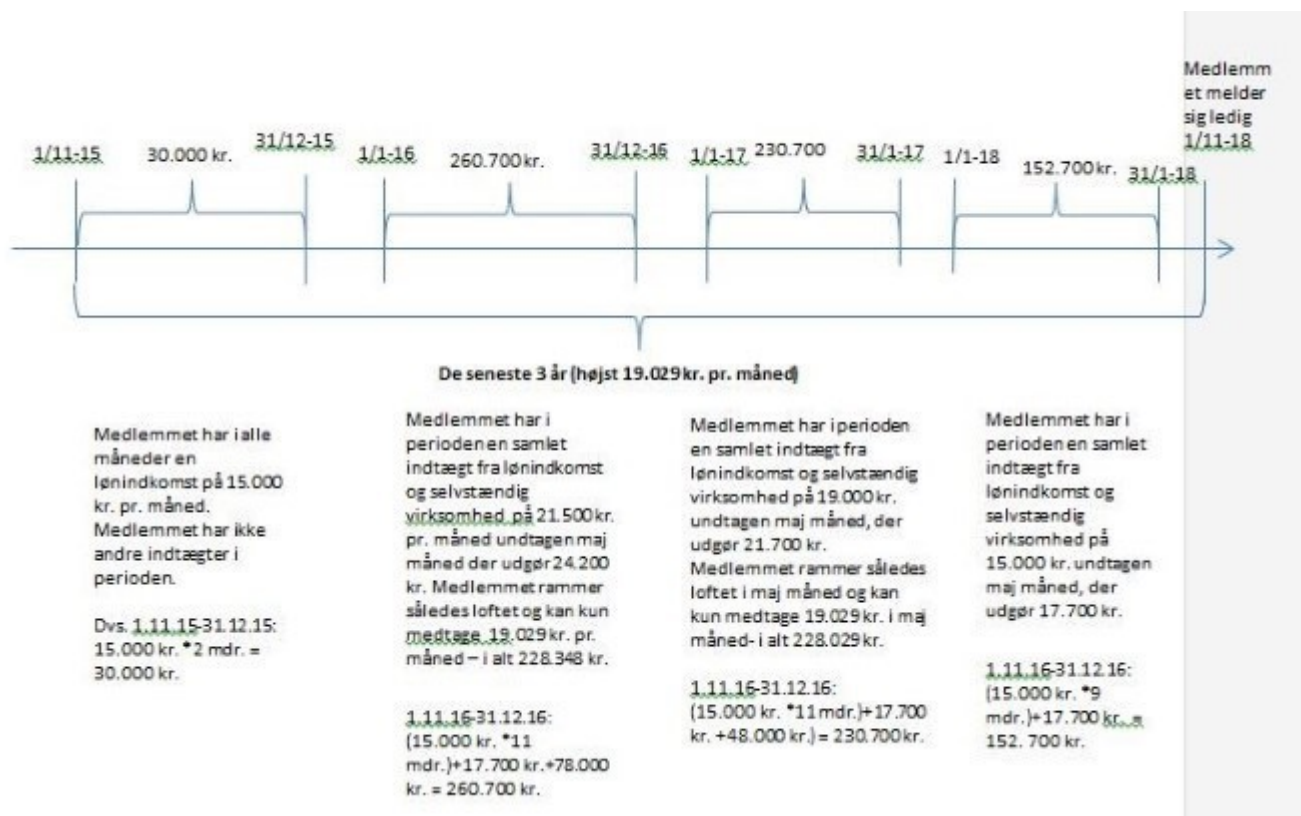 Medlemm
et melder
sig ledig
1/11-18
1/11-15 30.000 kr. 31/12-15 1/1-16 260.700 kr. 31/12-16 1/1-17 230.700 31/1-17 1/1-18 152.700 kr. 31/1-18
De seneste 3 år (højst 19.029 kr. pr. måned)
Medlemmet har i alle
måneder en
lønindkomst på 15.000
kr. pr. måned.
Medlemmet har ikke
andre indtægter i
perioden.
Dvs. 1.11.15-31.12.15:
15.000 kr. *2 mdr. =
30.000 kr.
Medlemmet har i
perioden en samlet
indtægt fra lønindkomst
og selvstændig
virksomhed på 21.500 kr.
pr. måned undtagen maj
måned der udgør 24.200
kr. Medlemmet rammer
således loftet og kan kun
medtage 19.029 kr. pr.
måned – i alt 228.348 kr.
1.11.16-31.12.16:
(15.000 kr. *11
mdr.)+17.700 kr.+78.000
kr. = 260.700 kr.
Medlemmet har i perioden
en samlet indtægt fra
lønindkomst og selvstændig
virksomhed på 19.000 kr.
undtagen maj måned, der
udgør 21.700 kr.
Medlemmet rammer således
loftet i maj måned og kan
kun medtage 19.029 kr. i maj
måned- i alt 228.029 kr.
1.11.16-31.12.16:
(15.000 kr. *11 mdr.)+17.700
kr. +48.000 kr.) = 230.700 kr.
Medlemmet har i
perioden en samlet
indtægt fra
lønindkomst og
selvstændig
virksomhed på
15.000 kr. undtagen
maj måned, der
udgør 17.700 kr.
1.11.16-31.12.16:
(15.000 kr. *9
mdr.)+17.700 kr. =
152. 700 kr.